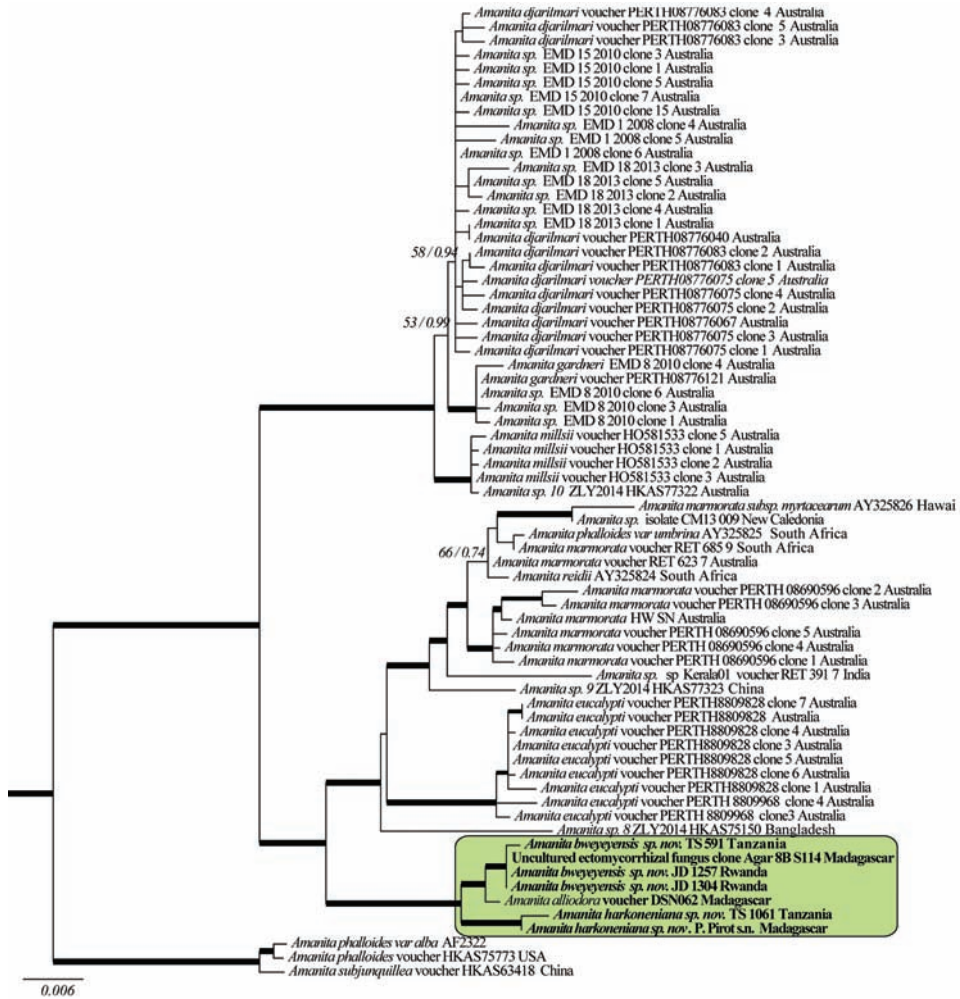 Amanita djarilmari voucher PERTH08776083 clone 4 Australia
Amanita djarilmari voucher PERTH08776083 clone 5 Australia
Amanita djarilmari voucher PERTH08776083 clone 3 Australia
Amanita sp. EMD 15 2010 clone 3 Australia
Amanita sp. EMD 15 2010 clone 1 Australia
Amanita sp. EMD 15 2010 clone 5 Australia
Amanita sp. EMD 15 2010 clone 7 Australia
Amanita sp. EMD 15 2010 clone 15 Australia
Amanita sp. EMD 1 2008 clone 4 Australia
Amanita sp. EMD 1 2008 clone 5 Australia
Amanita sp. EMD 1 2008 clone 6 Australia
Amanita sp. EMD 18 2013 clone 3 Australia
Amanita sp. EMD 18 2013 clone 5 Australia
Amanita sp. EMD 18 2013 clone 2 Australia
Amanita sp. EMD 18 2013 clone 4 Australia
Amanita sp. EMD 18 2013 clone 1 Australia
Amanita djarilmari voucher PERTH08776040 Australia
58 / 0.94
Amanita djarilmari voucher PERTH08776083 clone 2 Australia
Amanita djarilmari voucher PERTH08776083 clone 1 Australia
Amanita djarilmari voucher PERTH08776075 clone 5 Australia
Amanita djarilmari voucher PERTH08776075 clone 4 Australia
Amanita djarilmari voucher PERTH08776075 clone 2 Australia
53 / 0.99
Amanita djarilmari voucher PERTH08776067 Australia
Amanita djarilmari voucher PERTH08776075 clone 3 Australia
Amanita djarilmari voucher PERTH08776075 clone 1 Australia
Amanita gardneri EMD 8 2010 clone 4 Australia
Amanita gardneri voucher PERTH08776121 Australia
Amanita sp. EMD 8 2010 clone 6 Australia
Amanita sp. EMD 8 2010 clone 3 Australia
Amanita sp. EMD 8 2010 clone 1 Australia
Amanita millsii voucher HO581533 clone 5 Australia
Amanita millsii voucher HO581533 clone 1 Australia
Amanita millsii voucher HO581533 clone 2 Australia
Amanita millsii voucher HO581533 clone 3 Australia
Amanita sp. 10 ZLY2014 HKAS77322 Australia
Amanita marmorata subsp. myrtacearum AY325826 Hawai
Amanita sp. isolate CM13 009 New Caledonia
Amanita phalloides var umbrina AY325825 South Africa
66 / 0.74
Amanita marmorata voucher RET 685 9 South Africa
Amanita marmorata voucher RET 623 7 Australia
Amanita reidii AY325824 South Africa
Amanita marmorata voucher PERTH 08690596 clone 2 Australia
Amanita marmorata voucher PERTH 08690596 clone 3 Australia
Amanita marmorata HW SN Australia
Amanita marmorata voucher PERTH 08690596 clone 5 Australia
Amanita marmorata voucher PERTH 08690596 clone 4 Australia
Amanita marmorata voucher PERTH 08690596 clone 1 Australia
Amanita sp. sp Kerala01 voucher RET 391 7 India
Amanita sp. 9 ZLY2014 HKAS77323 China
Amanita eucalypti voucher PERTH8809828 clone 7 Australia
Amanita eucalypti voucher PERTH8809828 Australia
Amanita eucalypti voucher PERTH8809828 clone 4 Australia
Amanita eucalypti voucher PERTH8809828 clone 3 Australia
Amanita eucalypti voucher PERTH8809828 clone 5 Australia
Amanita eucalypti voucher PERTH8809828 clone 6 Australia
Amanita eucalypti voucher PERTH8809828 clone 1 Australia
Amanita eucalypti voucher PERTH 8809968 clone 4 Australia
Amanita eucalypti voucher PERTH 8809968 clone3 Australia
Amanita sp. 8 ZLY2014 HKAS75150 Bangladesh
Amanita bweyeyensis sp. nov. TS 591 Tanzania
Uncultured ectomycorrhizal fungus clone Agar 8B S114 Madagascar
Amanita bweyeyensis sp. nov. JD 1257 Rwanda
Amanita bweyeyensis sp. nov. JD 1304 Rwanda
Amanita alliodora voucher DSN062 Madagascar
Amanita harkoneniana sp. nov. TS 1061 Tanzania
Amanita harkoneniana sp. nov. P. Pirot s.n. Madagascar
Amanita phalloides var alba AF2322
Amanita phalloides voucher HKAS75773 USA
Amanita subjunquillea voucher HKAS63418 China
0.006